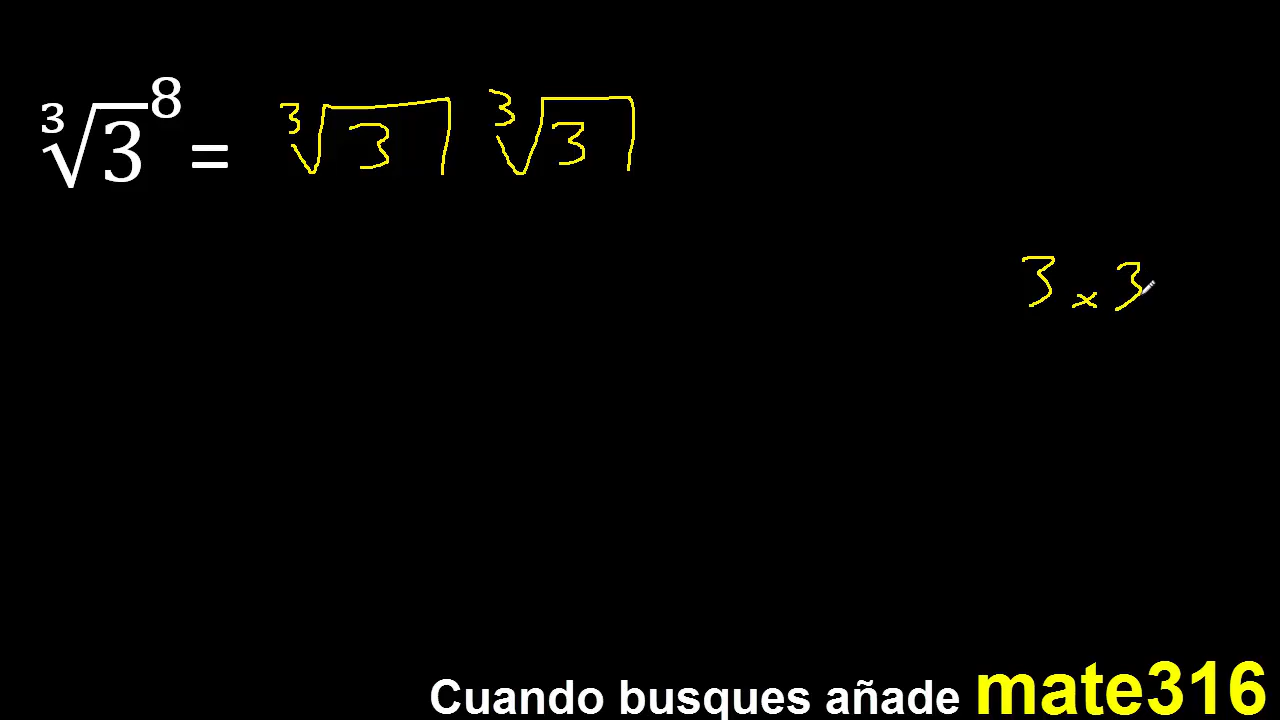 ∛3⁸ = ∛3 ∛3
3 x 3
Cuando busques añade mate316